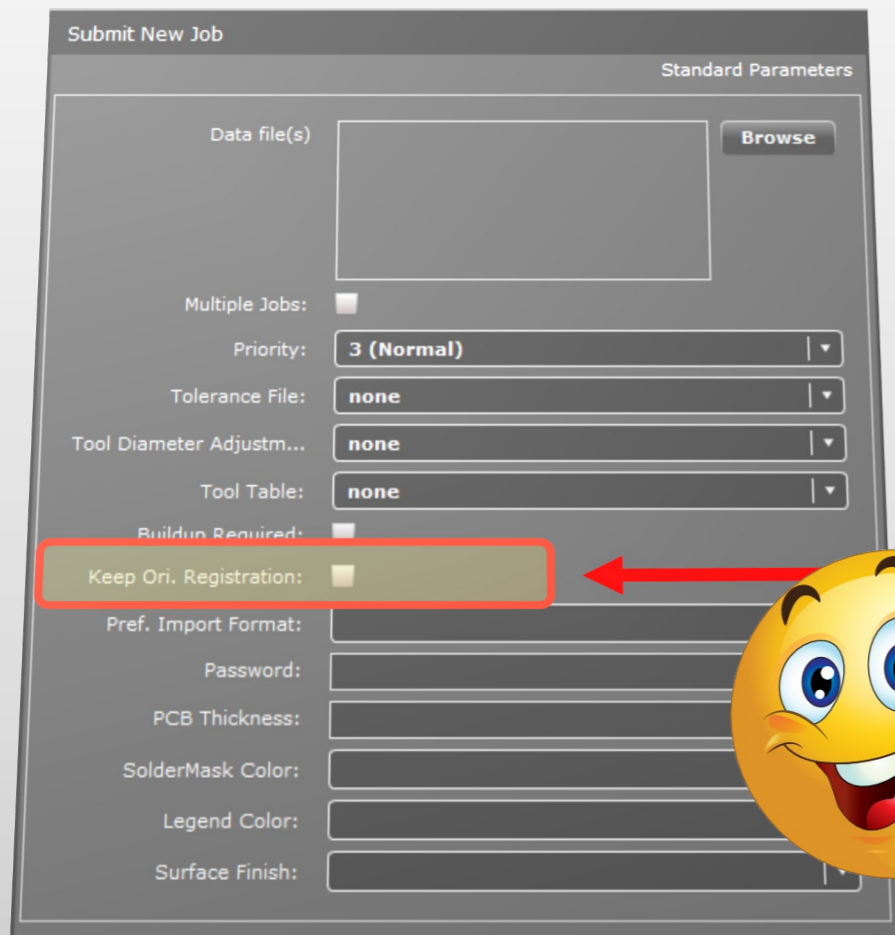 Submit New Job
Standard Parameters
Data file(s)
Browse
Multiple Jobs:
Priority:
3 (Normal)
Tolerance File:
none
Tool Diameter Adjustm...
none
Tool Table:
none
Buildup Required:
Keep Ori. Registration:
Pref. Import Format:
Password:
PCB Thickness:
SolderMask Color:
Legend Color:
Surface Finish: